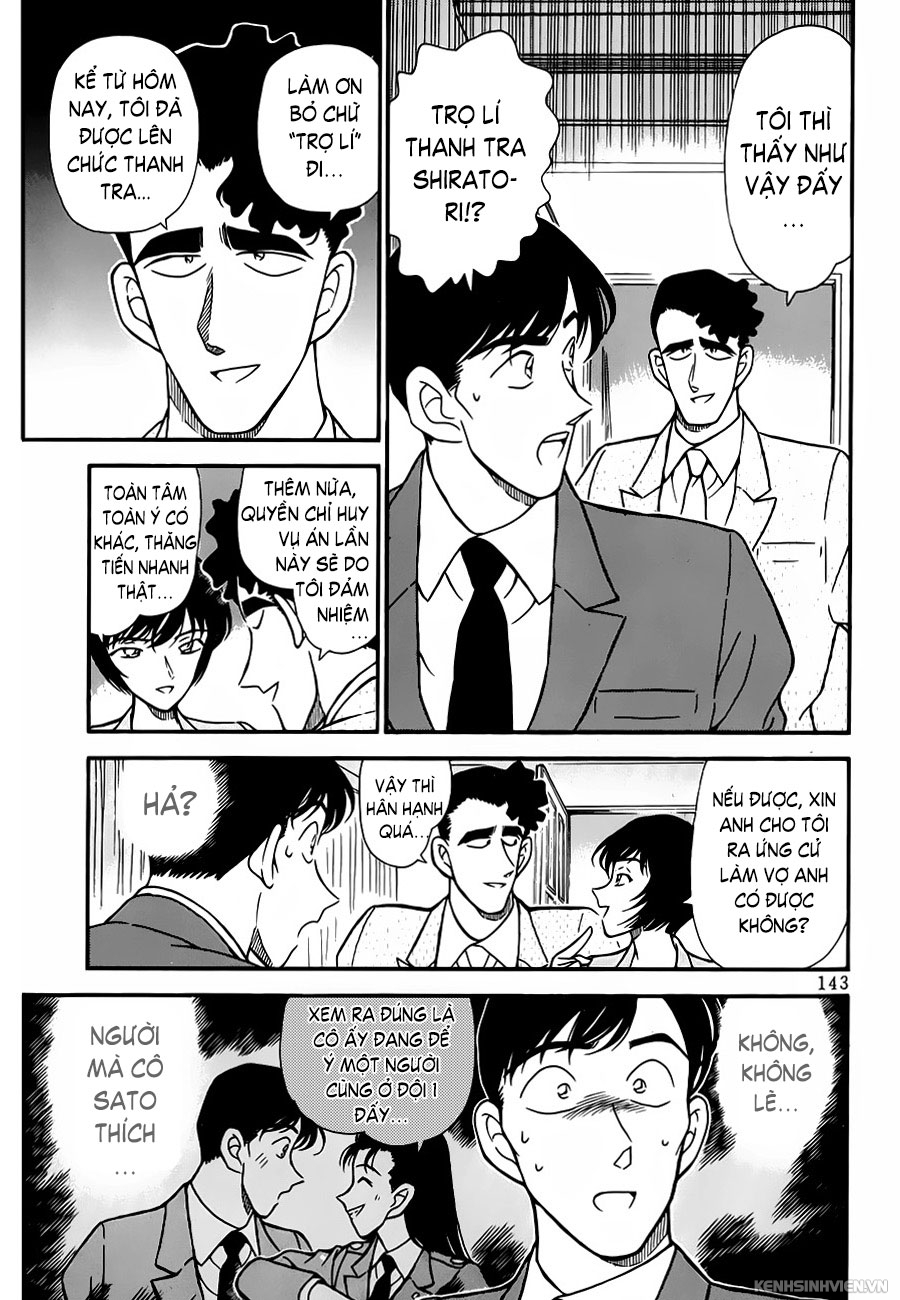 TÔI THÌ
THẤY NHƯ
VẬY ĐẤY
...
TRỢ LÍ
THANH TRA
SHIRATO-
RI!?
LÀM ƠN
BỎ CHỮ
"TRỢ LÍ"
ĐI...
KỂ TỪ HÔM
NAY, TÔI ĐÃ
ĐƯỢC LÊN
CHỨC THANH
TRA...
THÊM NỮA,
QUYỀN CHỈ HUY
VỤ ÁN LẦN
NÀY SẼ DO
TÔI ĐẢM
NHIỆM
...
TOÀN TÂM
TOÀN Ý CÓ
KHÁC, THĂNG
TIẾN NHANH
THẬT...
NẾU ĐƯỢC, XIN
ANH CHO TÔI
RA ỨNG CỬ
LÀM VỢ ANH
CÓ ĐƯỢC
KHÔNG?
VẬY THÌ
HÂN HẠNH
QUÁ...
HẢ?
143
KHÔNG,
KHÔNG
LẼ...
XEM RA ĐÚNG LÀ
CÔ ẤY ĐANG ĐỂ
Ý MỘT NGƯỜI
CÙNG Ở ĐỘI 1
ĐẤY...
NGƯỜI
MÀ CÔ
SATO
THÍCH
...
KENHSINHVIEN.VN